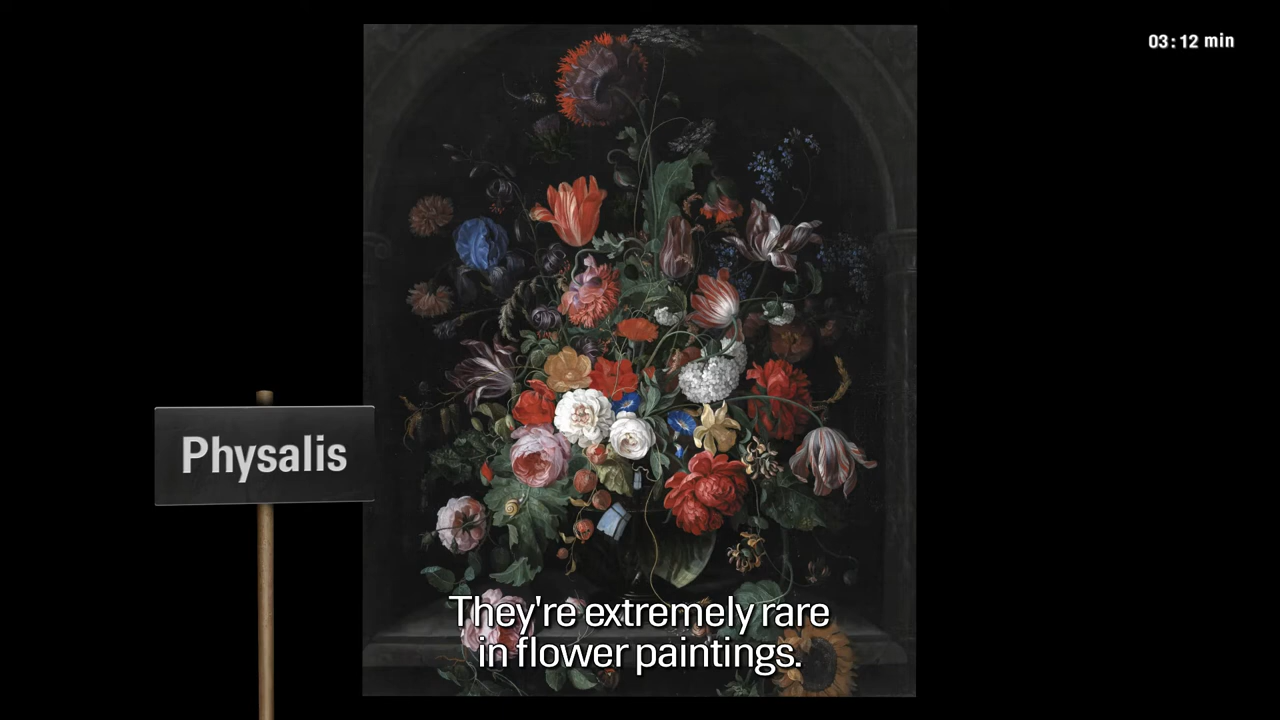 03:12 min
Physalis
They're extremely rare
in flower paintings.